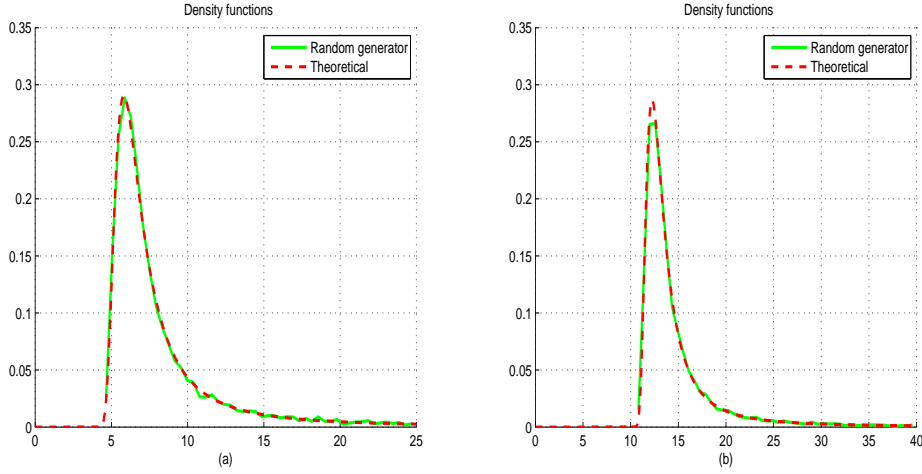 Density functions
0.35
0.3
0.25
0.2
0.15
0.1
0.05
0
0 5 10 15 20 25
(a)
Random generator
Theoretical
Density functions
0.35
0.3
0.25
0.2
0.15
0.1
0.05
0
0 5 10 15 20 25 30 35 40
(b)
Random generator
Theoretical